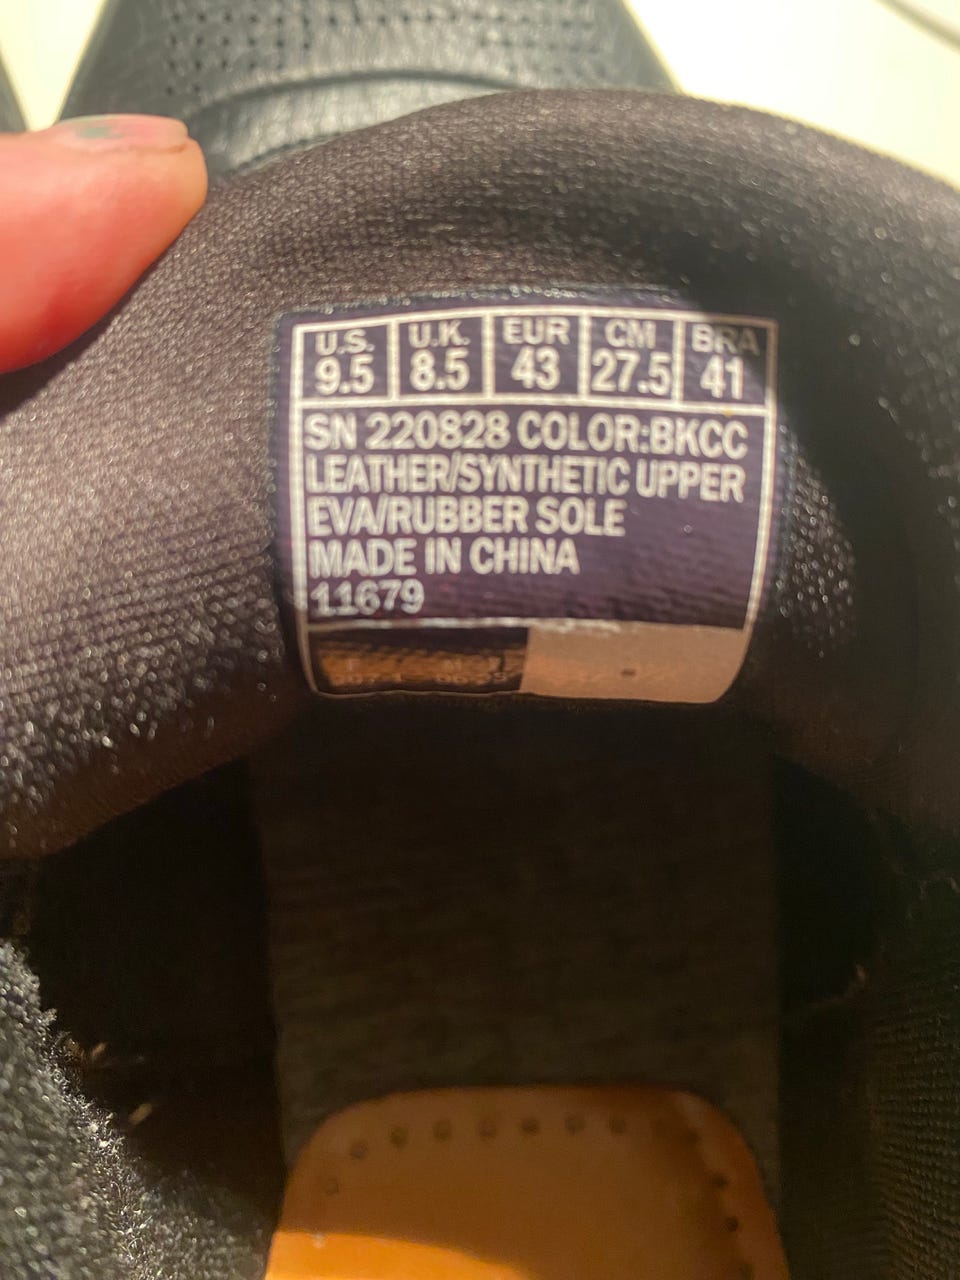 U.S. U.K. EUR CM BRA
9.5 8.5 43 27.5 41
SN 220828 COLOR:BKCC
LEATHER/SYNTHETIC UPPER
EVA/RUBBER SOLE
MADE IN CHINA
11679